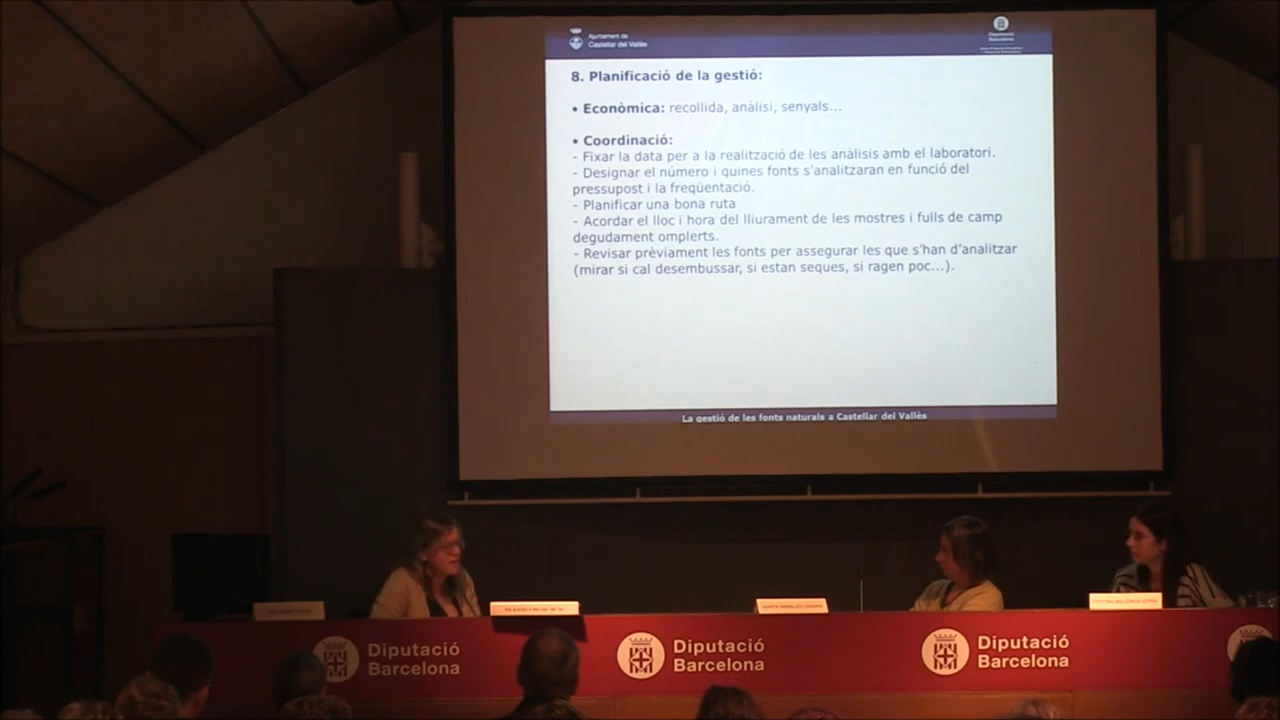 Ajuntament de
Castellar del Vallès
Diputació
Barcelona
8. Planificació de la gestió:
• Econòmica: recollida, anàlisi, senyals…
• Coordinació:
- Fixar la data per a la realització de les anàlisis amb el laboratori.
- Designar el número i quines fonts s’analitzaran en funció del
pressupost i la freqüentació.
- Planificar una bona ruta
- Acordar el lloc i hora del lliurament de les mostres i fulls de camp
degudament omplerts.
- Revisar prèviament les fonts per assegurar les que s’han d’analitzar
(mirar si cal desembussar, si estan seques, si ragen poc…).
La gestió de les fonts naturals a Castellar del Vallès
Diputació
Barcelona
Diputació
Barcelona
Diputació
Barcelona